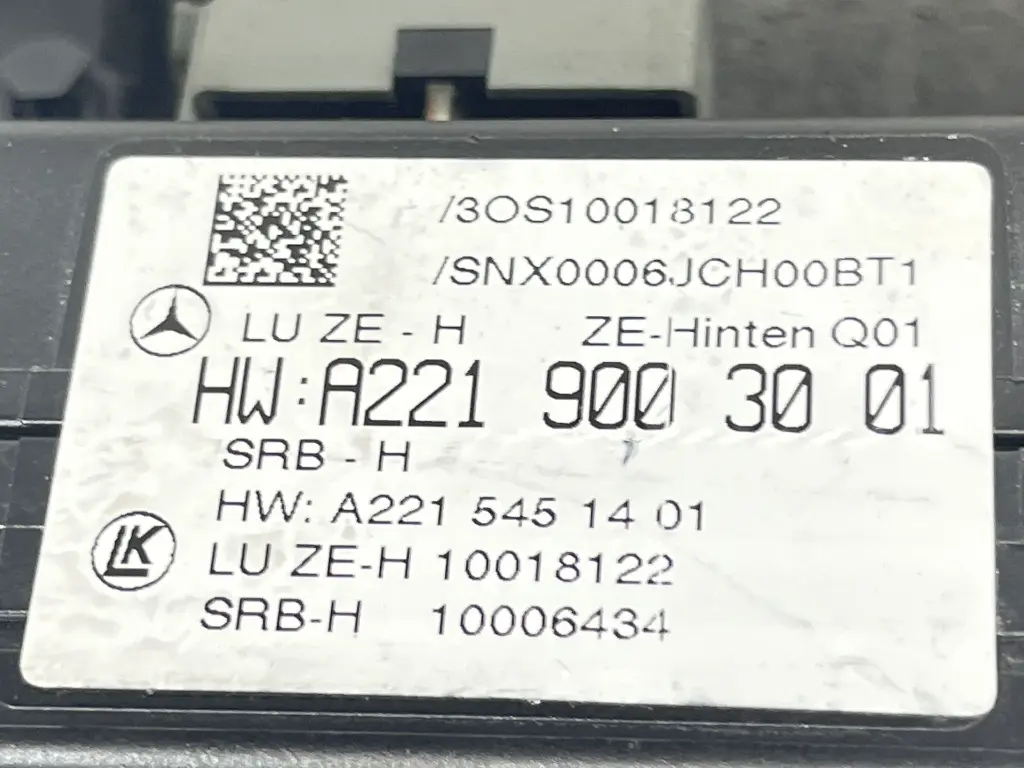 /3OS10018122
/SNX0006JCH00BT1
LU ZE - H ZE-Hinten Q01
HW:A221 900 30 01
SRB - H
HW: A221 545 14 01
LK
LU ZE-H 10018122
SRB-H 10006434